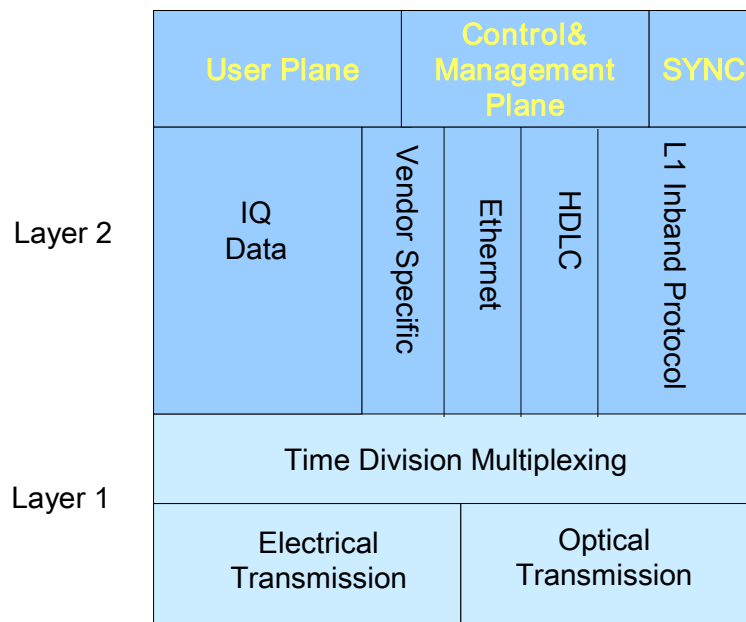 User Plane
Control&
Management
Plane
SYNC
Layer 2
IQ
Data
Vendor Specific
Ethernet
HDLC
L1 Inband Protocol
Layer 1
Time Division Multiplexing
Electrical
Transmission
Optical
Transmission